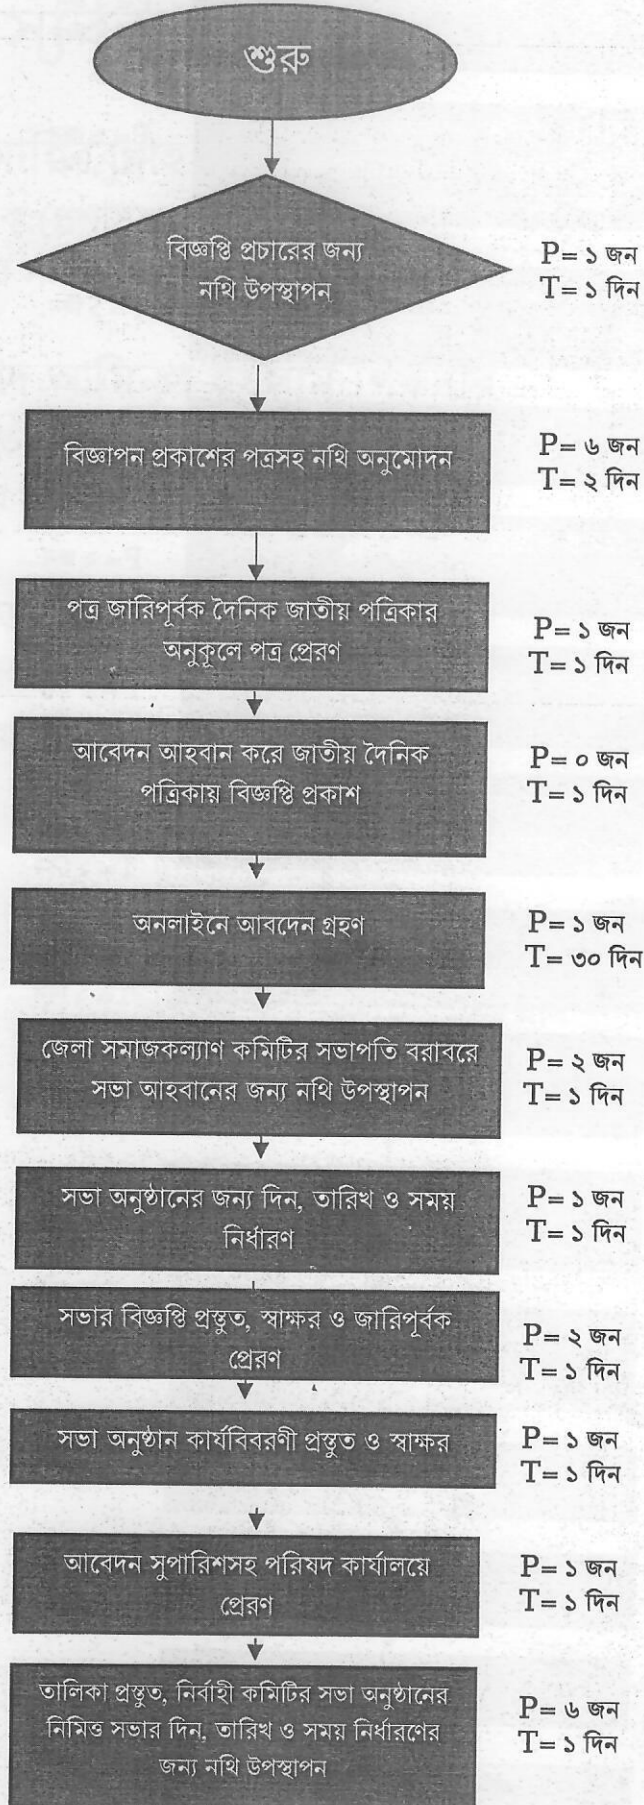 শুরু
বিজ্ঞপ্তি প্রচারের জন্য
নথি উপস্থাপন
P= ১ জন
T= ১ দিন
বিজ্ঞাপন প্রকাশের পত্রসহ নথি অনুমোদন
P= ৬ জন
T= ২ দিন
পত্র জারিপূর্বক দৈনিক জাতীয় পত্রিকার
অনুকূলে পত্র প্রেরণ
P= ১ জন
T= ১ দিন
আবেদন আহবান করে জাতীয় দৈনিক
পত্রিকায় বিজ্ঞপ্তি প্রকাশ
P= ০ জন
T= ১ দিন
অনলাইনে আবদেন গ্রহণ
P= ১ জন
T= ৩০ দিন
জেলা সমাজকল্যাণ কমিটির সভাপতি বরাবরে
সভা আহবানের জন্য নথি উপস্থাপন
P= ২ জন
T= ১ দিন
সভা অনুষ্ঠানের জন্য দিন, তারিখ ও সময়
নির্ধারণ
P= ১ জন
T= ১ দিন
সভার বিজ্ঞপ্তি প্রস্তুত, স্বাক্ষর ও জারিপূর্বক
প্রেরণ
P= ২ জন
T= ১ দিন
সভা অনুষ্ঠান কার্যবিবরণী প্রস্তুত ও স্বাক্ষর
P= ১ জন
T= ১ দিন
আবেদন সুপারিশসহ পরিষদ কার্যালয়ে
প্রেরণ
P= ১ জন
T= ১ দিন
তালিকা প্রস্তুত, নির্বাহী কমিটির সভা অনুষ্ঠানের
নিমিত্ত সভার দিন, তারিখ ও সময় নির্ধারণের
জন্য নথি উপস্থাপন
P= ৬ জন
T= ১ দিন